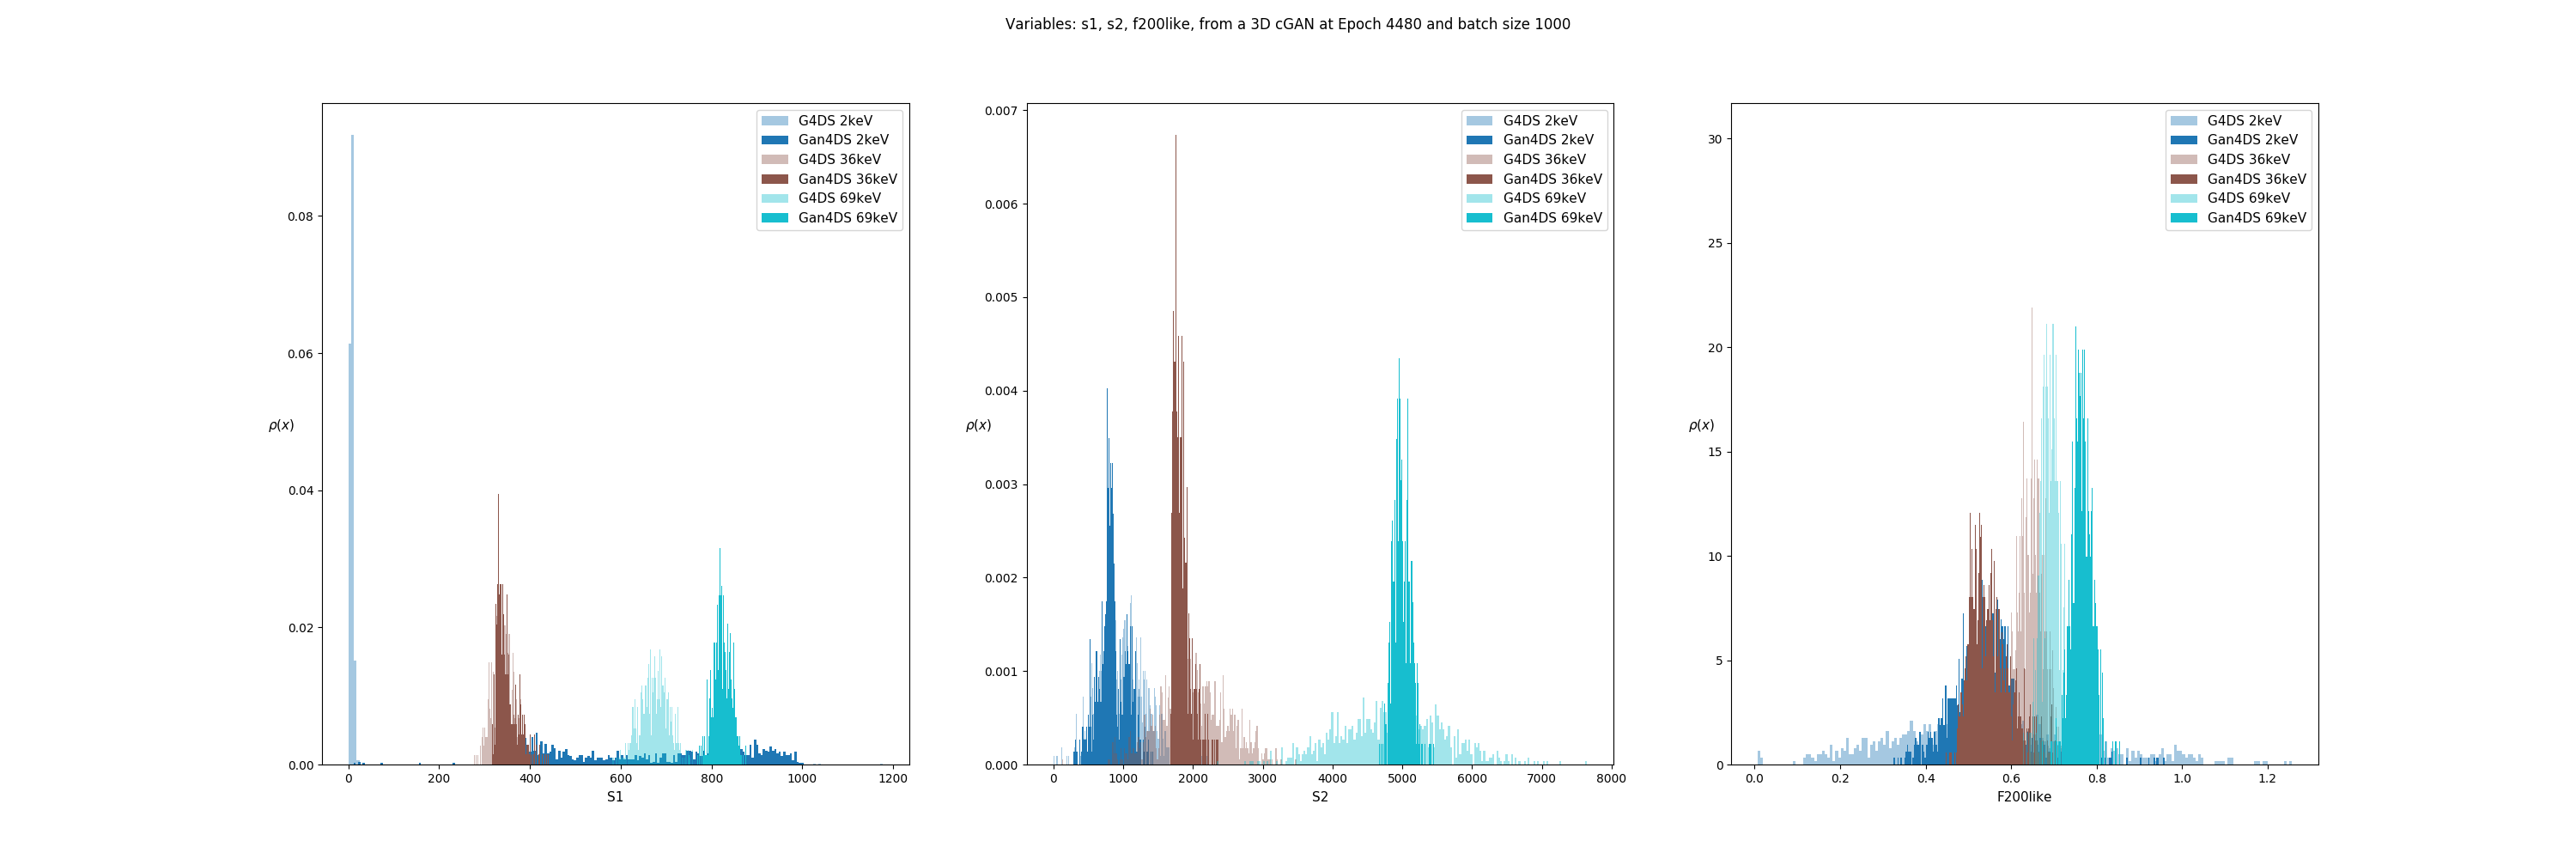 Variables: s1, s2, f200like, from a 3D cGAN at Epoch 4480 and batch size 1000
G4DS 2keV
Gan4DS 2keV
G4DS 36keV
Gan4DS 36keV
G4DS 69keV
Gan4DS 69keV
0.08
0.06
ρ(x)
0.04
0.02
0.00
0
200
400
600
800
1000
1200
S1
G4DS 2keV
Gan4DS 2keV
G4DS 36keV
Gan4DS 36keV
G4DS 69keV
Gan4DS 69keV
0.007
0.006
0.005
0.004
ρ(x)
0.003
0.002
0.001
0.000
0
1000
2000
3000
4000
5000
6000
7000
8000
S2
G4DS 2keV
Gan4DS 2keV
G4DS 36keV
Gan4DS 36keV
G4DS 69keV
Gan4DS 69keV
30
25
20
ρ(x)
15
10
5
0
0.0
0.2
0.4
0.6
0.8
1.0
1.2
F200like